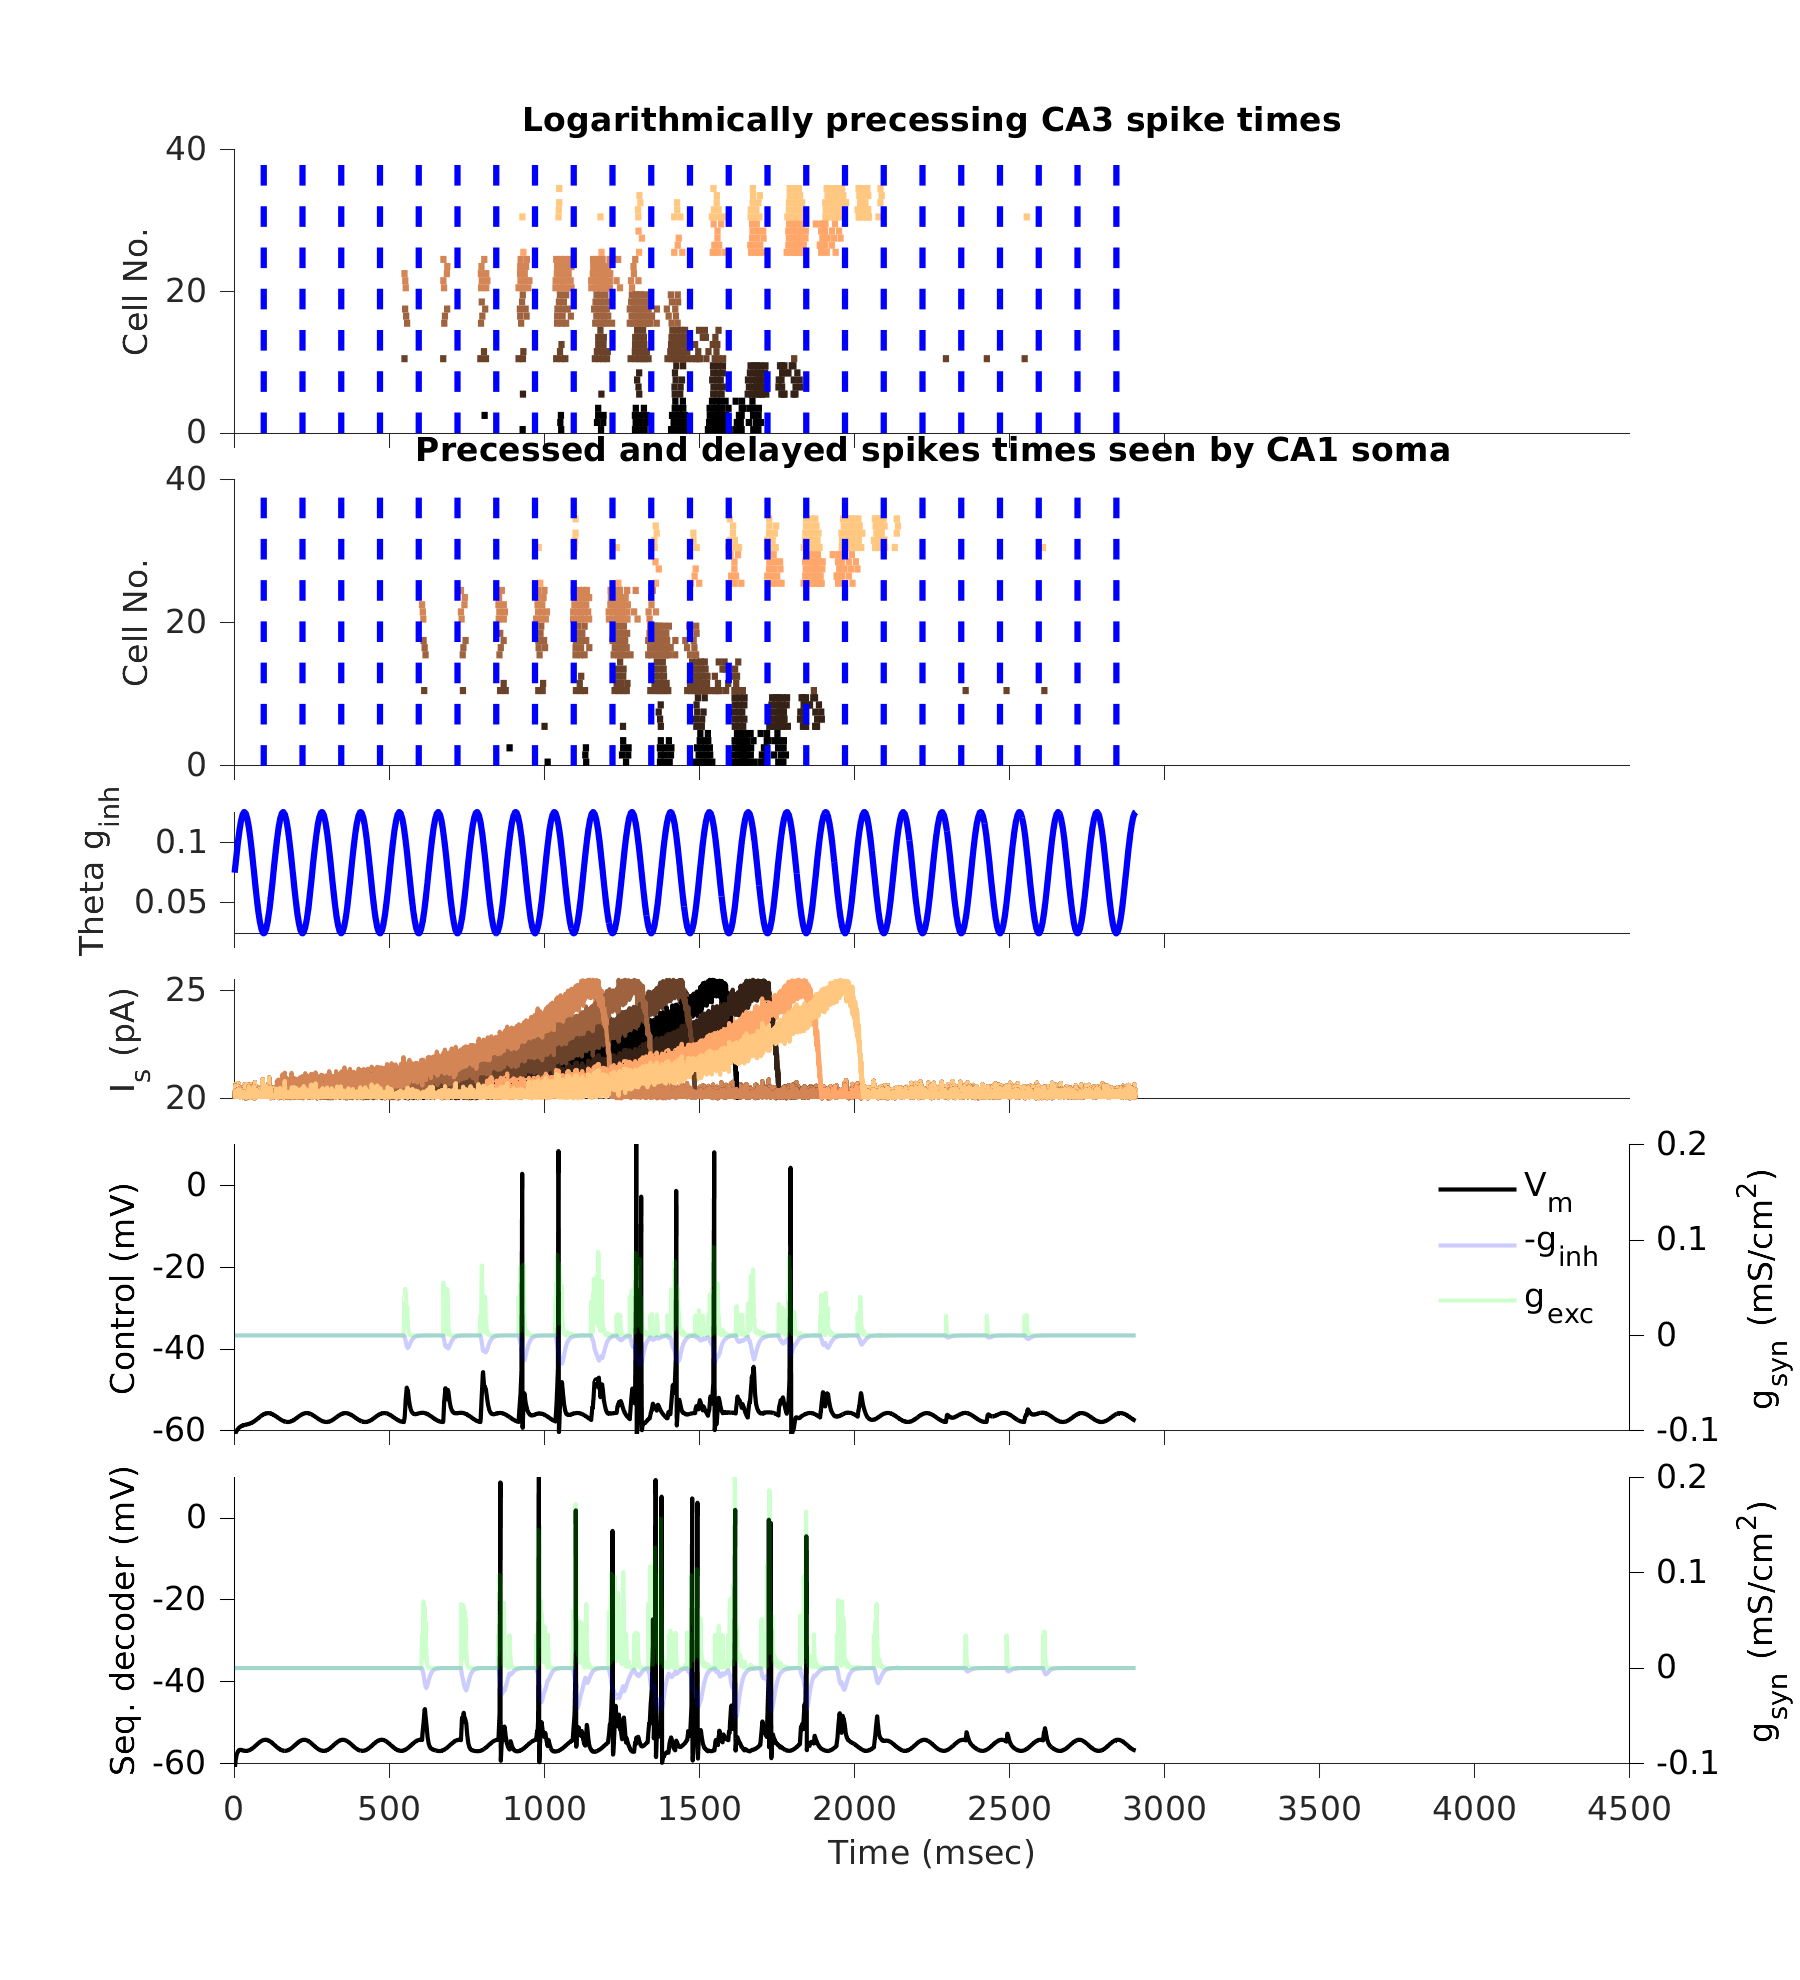 Logarithmically precessing CA3 spike times
40
20
0
Cell No.
Precessed and delayed spikes times seen by CA1 soma
40
20
0
Cell No.
0.1
0.05
Theta g_inh
25
20
I_s (pA)
0
-20
-40
-60
Control (mV)
V_m
-g_inh
g_exc
0.2
0.1
0
-0.1
g_syn (mS/cm²)
0
-20
-40
-60
Seq. decoder (mV)
0.2
0.1
0
-0.1
g_syn (mS/cm²)
0 500 1000 1500 2000 2500 3000 3500 4000 4500
Time (msec)